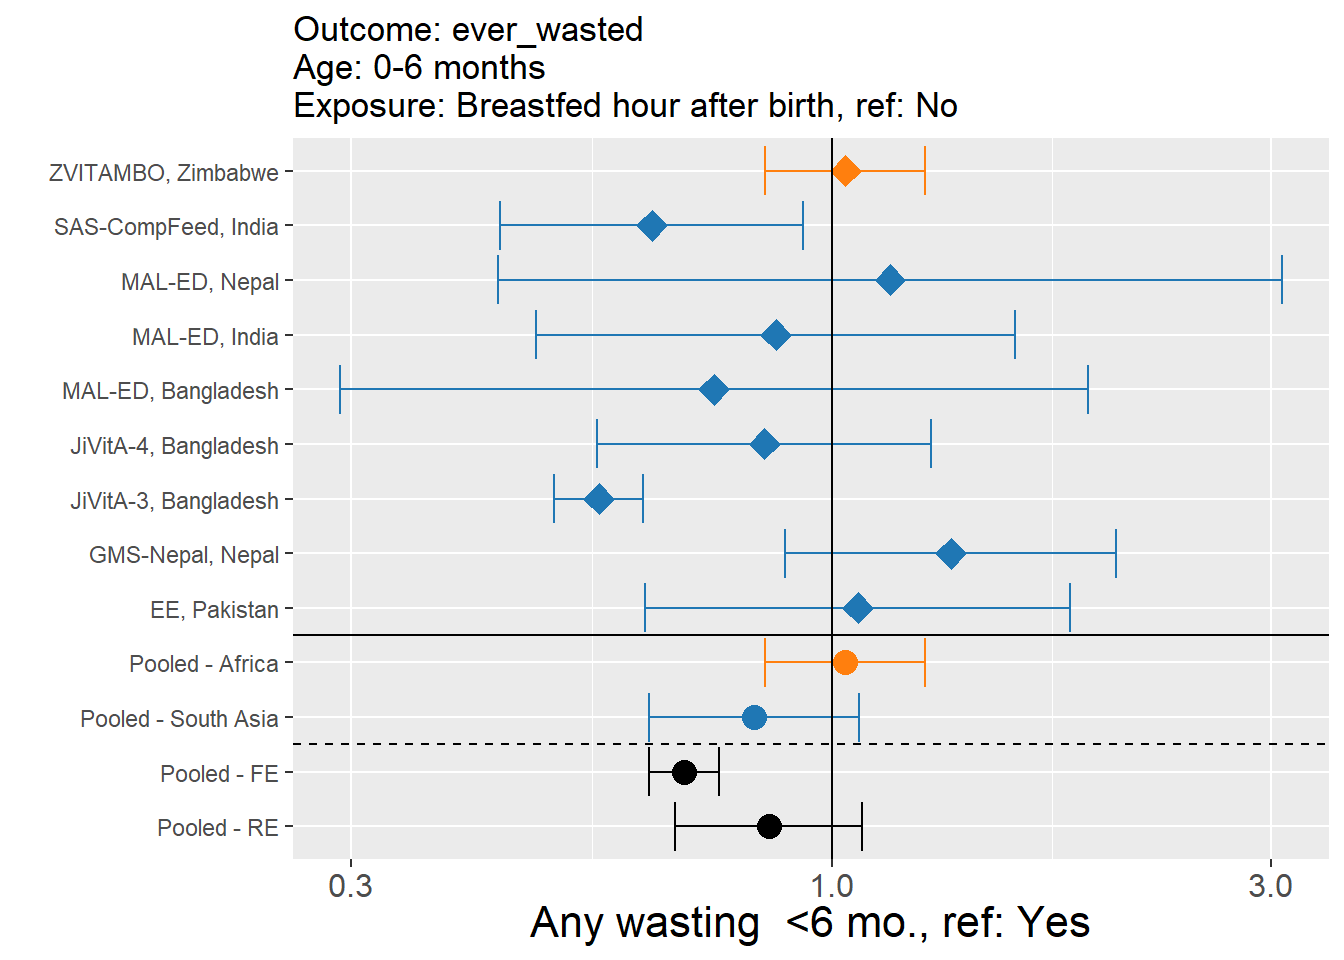 Outcome: ever_wasted
Age: 0-6 months
Exposure: Breastfed hour after birth, ref: No
ZVITAMBO, Zimbabwe
SAS-CompFeed, India
MAL-ED, Nepal
MAL-ED, India
MAL-ED, Bangladesh
JiVitA-4, Bangladesh
JiVitA-3, Bangladesh
GMS-Nepal, Nepal
EE, Pakistan
Pooled - Africa
Pooled - South Asia
Pooled - FE
Pooled - RE
0.3 1.0 3.0
Any wasting  <6 mo., ref: Yes